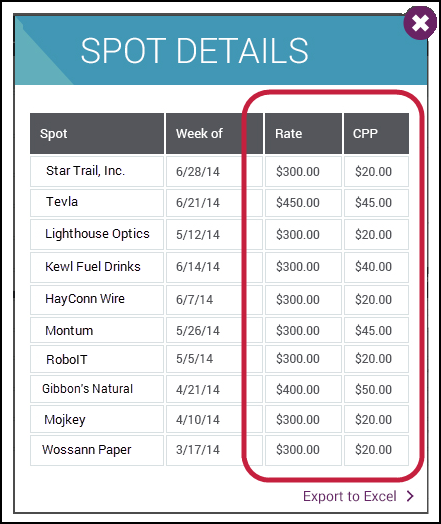 SPOT DETAILS
Spot Week of Rate CPP
Star Trail, Inc. 6/28/14 $300.00 $20.00
Tevla 6/21/14 $450.00 $45.00
Lighthouse Optics 5/12/14 $300.00 $20.00
Kewl Fuel Drinks 6/14/14 $300.00 $40.00
HayConn Wire 6/7/14 $300.00 $20.00
Montum 5/26/14 $300.00 $45.00
RoboIT 5/5/14 $300.00 $20.00
Gibbon's Natural 4/21/14 $400.00 $50.00
Mojkey 4/10/14 $300.00 $20.00
Wossann Paper 3/17/14 $300.00 $20.00
Export to Excel